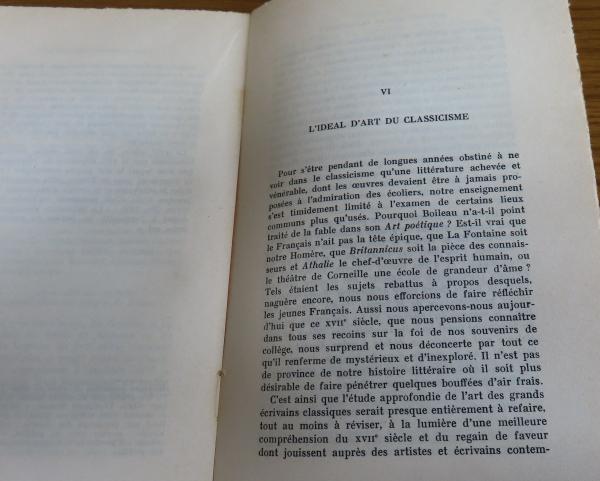 VI
L'IDEAL D'ART DU CLASSICISME
Pour s'être pendant de longues années obstiné à ne
voir dans le classicisme qu'une littérature achevée et
vénérable, dont les œuvres devaient être à jamais pro-
posées à l'admiration des écoliers, notre enseignement
s'est timidement limité à l'examen de certains lieux
communs plus qu'usés. Pourquoi Boileau n'a-t-il point
traité de la fable dans son Art poétique ? Est-il vrai que
le Français n'ait pas la tête épique, que La Fontaine soit
notre Homère, que Britannicus soit la pièce des connais-
seurs et Athalie le chef-d'œuvre de l'esprit humain, ou
le théâtre de Corneille une école de grandeur d'âme ?
Tels étaient les sujets rebattus à propos desquels,
naguère encore, nous nous efforcions de faire réfléchir
les jeunes Français. Aussi nous apercevons-nous aujour-
d'hui que ce XVIIe siècle, que nous pensions connaître
dans tous ses recoins sur la foi de nos souvenirs de
collège, nous surprend et nous déconcerte par tout ce
qu'il renferme de mystérieux et d'inexploré. Il n'est pas
de province de notre histoire littéraire où il soit plus
désirable de faire pénétrer quelques bouffées d'air frais.
C'est ainsi que l'étude approfondie de l'art des grands
écrivains classiques serait presque entièrement à refaire,
tout au moins à réviser, à la lumière d'une meilleure
compréhension du XVIIe siècle et du regain de faveur
dont jouissent auprès des artistes et écrivains contem-